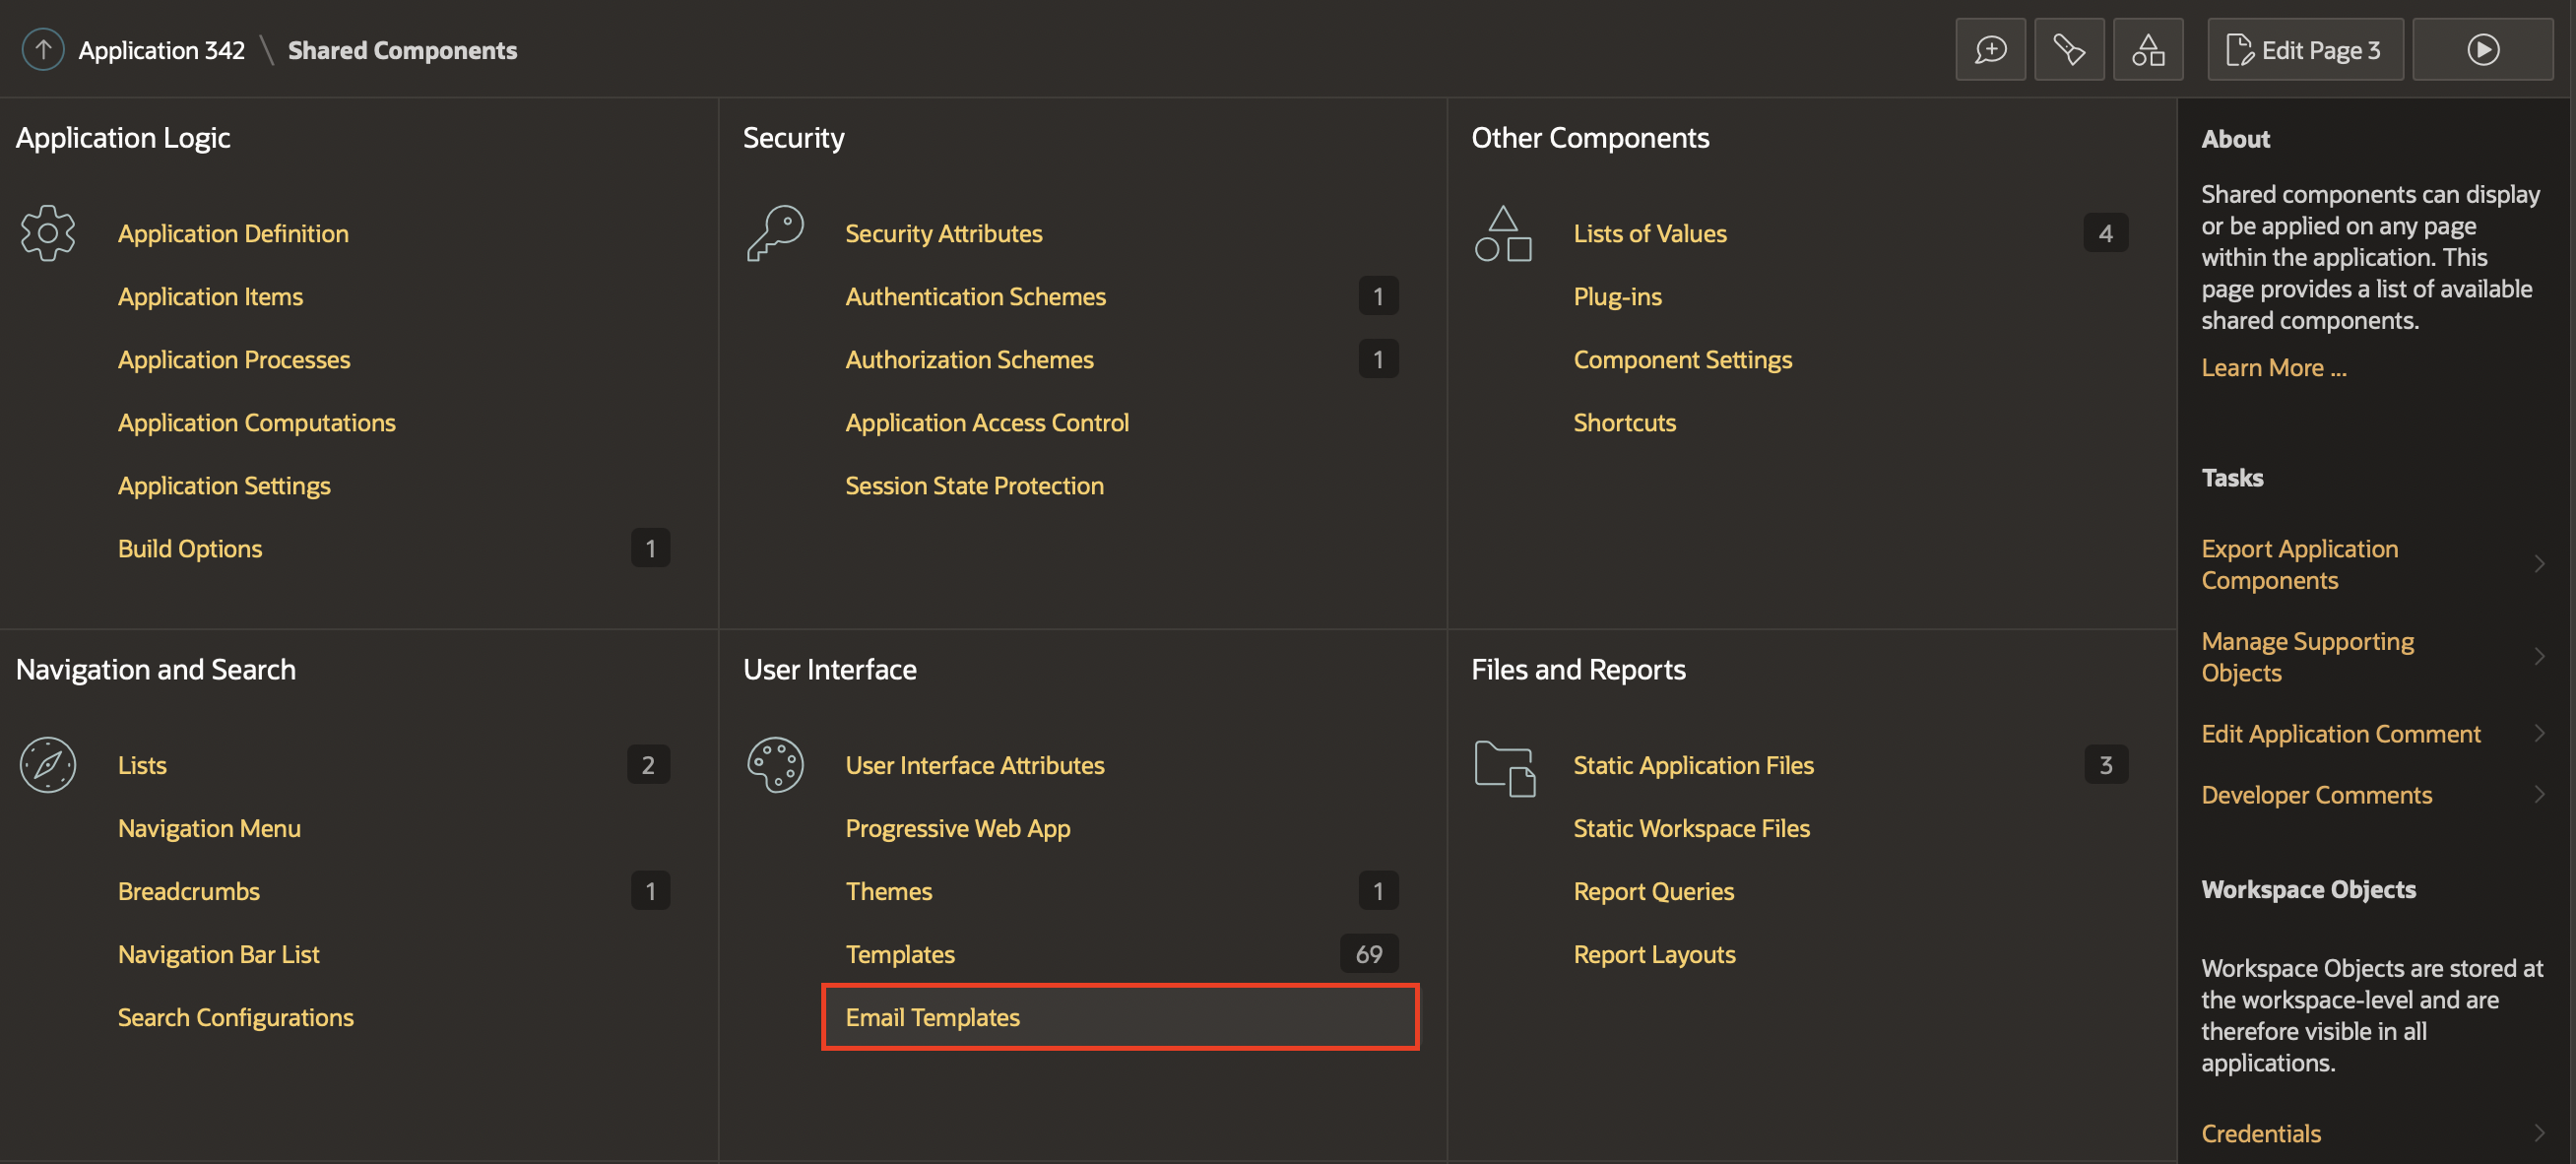 Application 342 \ Shared Components
Edit Page 3
Application Logic
Application Definition
Application Items
Application Processes
Application Computations
Application Settings
Build Options 1
Security
Security Attributes
Authentication Schemes 1
Authorization Schemes 1
Application Access Control
Session State Protection
Other Components
Lists of Values 4
Plug-ins
Component Settings
Shortcuts
Navigation and Search
Lists 2
Navigation Menu
Breadcrumbs 1
Navigation Bar List
Search Configurations
User Interface
User Interface Attributes
Progressive Web App
Themes 1
Templates 69
Email Templates
Files and Reports
Static Application Files 3
Static Workspace Files
Report Queries
Report Layouts
About
Shared components can display
or be applied on any page
within the application. This
page provides a list of available
shared components.
Learn More ...
Tasks
Export Application
Components
Manage Supporting
Objects
Edit Application Comment
Developer Comments
Workspace Objects
Workspace Objects are stored at
the workspace-level and are
therefore visible in all
applications.
Credentials